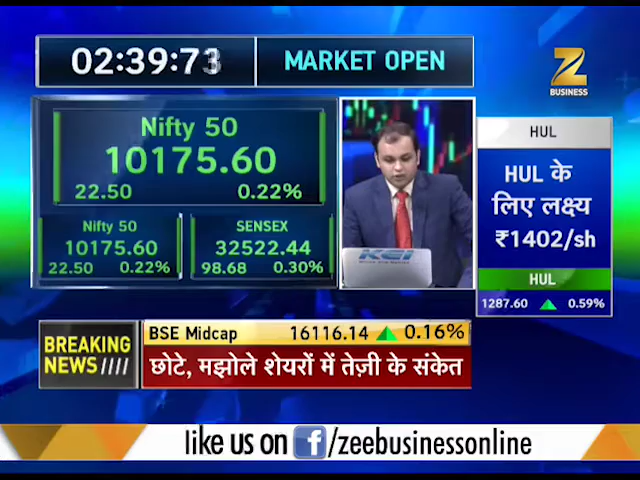 02:39:73
MARKET OPEN
Z
BUSINESS
Nifty 50
10175.60
22.50 0.22%
Nifty 50
10175.60
22.50 0.22%
SENSEX
32522.44
98.68 0.30%
KEI
HUL
HUL के
लिए लक्ष्य
₹1402/sh
HUL
1287.60 0.59%
BREAKING
NEWS ////
BSE Midcap 16116.14 0.16%
छोटे, मझोले शेयरों में तेज़ी के संकेत
like us on f/zeebusinessonline